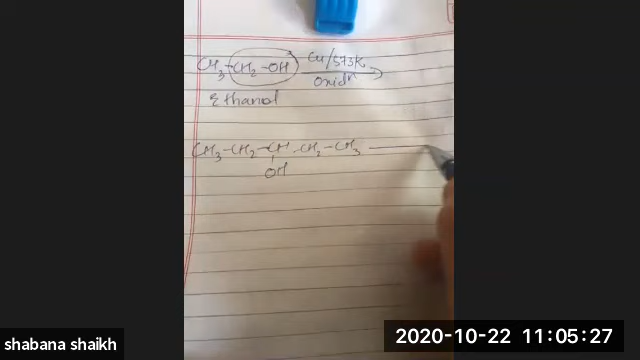 CH3-CH2-OH Cu/573K
Oxidn
Ethanol
CH3-CH2-CH-CH2-CH3
OH
shabana shaikh
2020-10-22 11:05:27